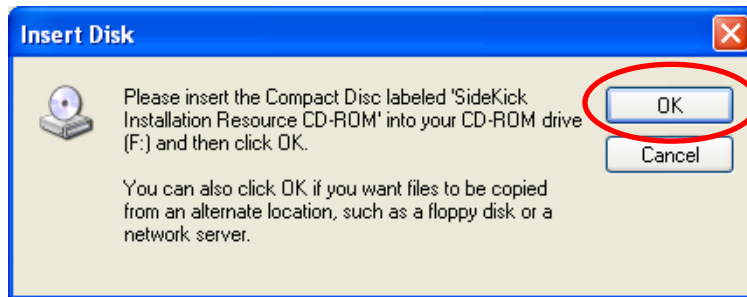 Insert Disk
Please insert the Compact Disc labeled 'SideKick
Installation Resource CD-ROM' into your CD-ROM drive
(F:) and then click OK.
You can also click OK if you want files to be copied
from an alternate location, such as a floppy disk or a
network server.
OK
Cancel